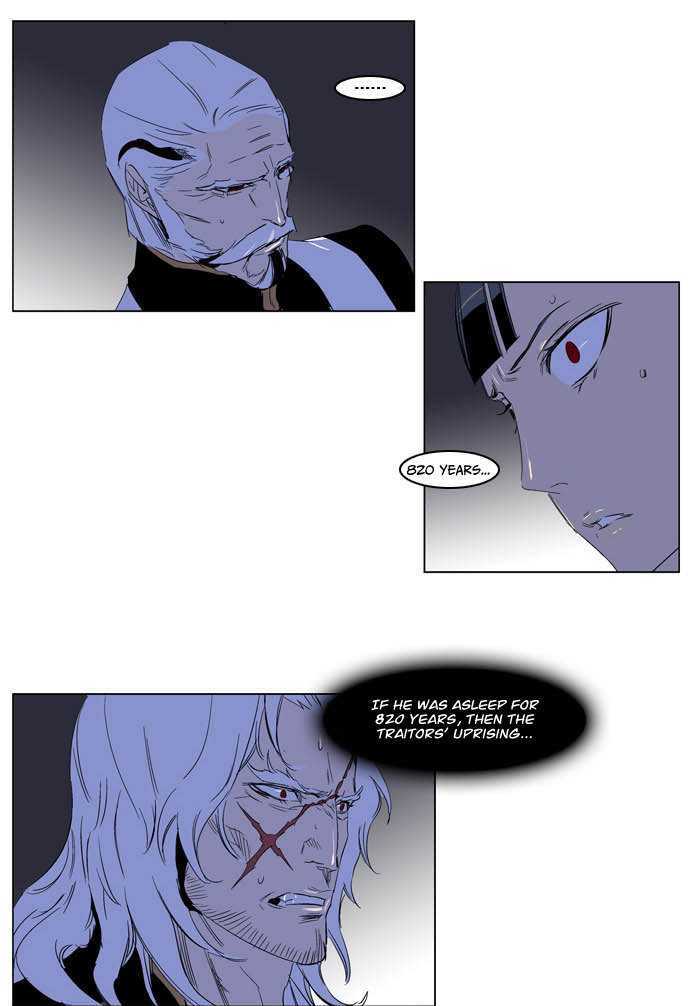 ......
820 YEARS...
IF HE WAS ASLEEP FOR
820 YEARS, THEN THE
TRAITORS' UPRISING...